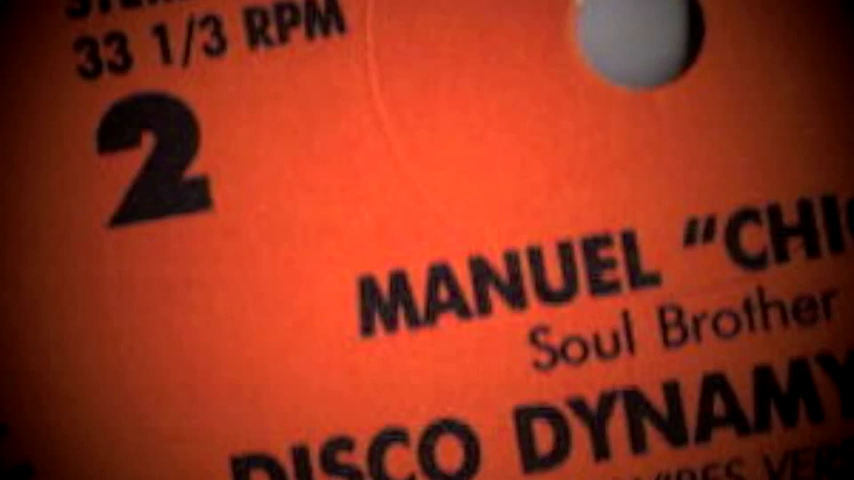 33 1/3 RPM
2
MANUEL "CHI
Soul Brother
DISCO DYNAMY